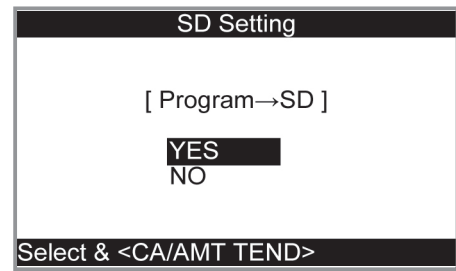 SD Setting
[ Program→SD ]
YES
NO
Select & <CA/AMT TEND>